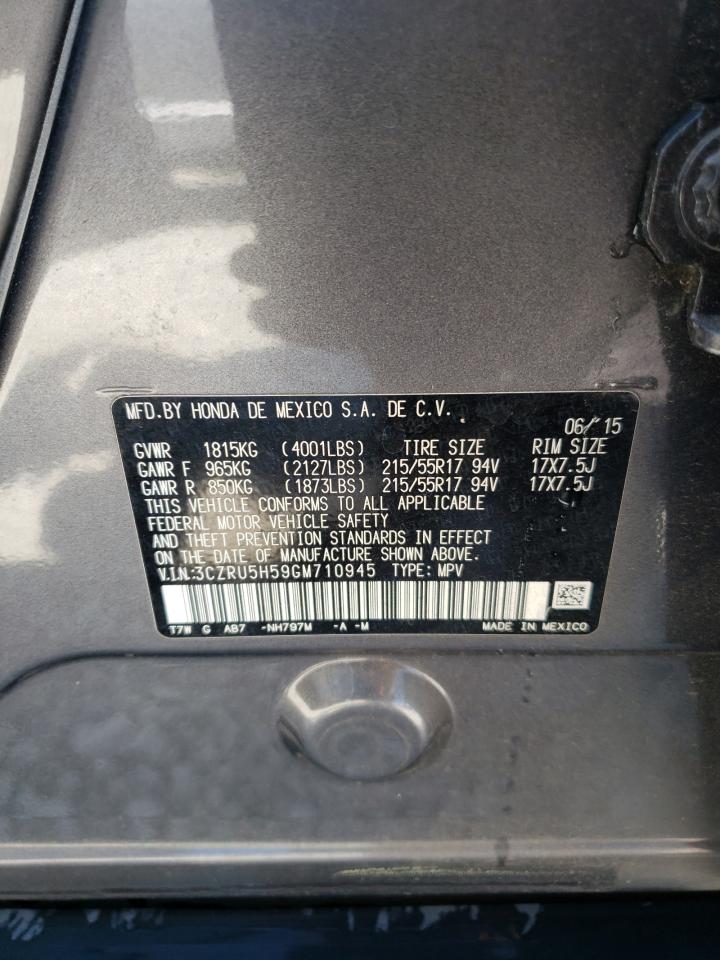 MFD.BY HONDA DE MEXICO S.A. DE C.V. 06/15
GVWR 1815KG (4001LBS) TIRE SIZE RIM SIZE
GAWR F 965KG (2127LBS) 215/55R17 94V 17X7.5J
GAWR R 850KG (1873LBS) 215/55R17 94V 17X7.5J
THIS VEHICLE CONFORMS TO ALL APPLICABLE
FEDERAL MOTOR VEHICLE SAFETY
AND THEFT PREVENTION STANDARDS IN EFFECT
ON THE DATE OF MANUFACTURE SHOWN ABOVE.
V.I.N.:3CZRU5H59GM710945 TYPE: MPV
T7W G AB7 -NH797M -A -M MADE IN MEXICO